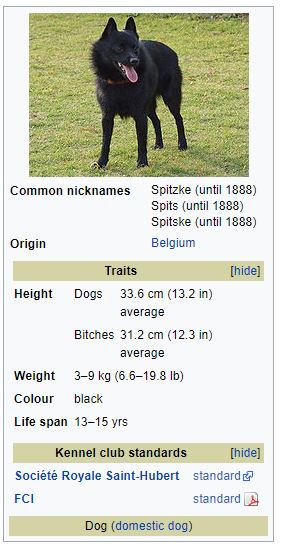 Common nicknames Spitzke (until 1888)
Spits (until 1888)
Spitske (until 1888)
Origin Belgium
Traits [hide]
Height Dogs 33.6 cm (13.2 in)
average
Bitches 31.2 cm (12.3 in)
average
Weight 3–9 kg (6.6–19.8 lb)
Colour black
Life span 13–15 yrs
Kennel club standards [hide]
Société Royale Saint-Hubert standard
FCI standard
Dog (domestic dog)